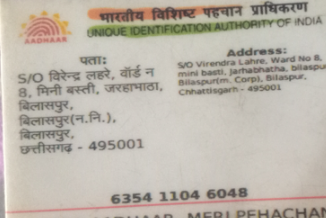 भारतीय विशिष्ट पहचान प्राधिकरण
UNIQUE IDENTIFICATION AUTHORITY OF INDIA
AADHAAR
पता:
S/O विरेन्द्र लहरे, वॉर्ड न
8, मिनी बस्ती, जरहाभाठा,
बिलासपुर,
बिलासपुर(न.नि.),
बिलासपुर,
छत्तीसगढ़ - 495001
Address:
S/O Virendra Lahre, Ward No 8,
mini basti, Jarhabhatha, bilaspur
Bilaspur(m. Corp), Bilaspur,
Chhattisgarh - 495001
6354 1104 6048
MERI PEHACHAN